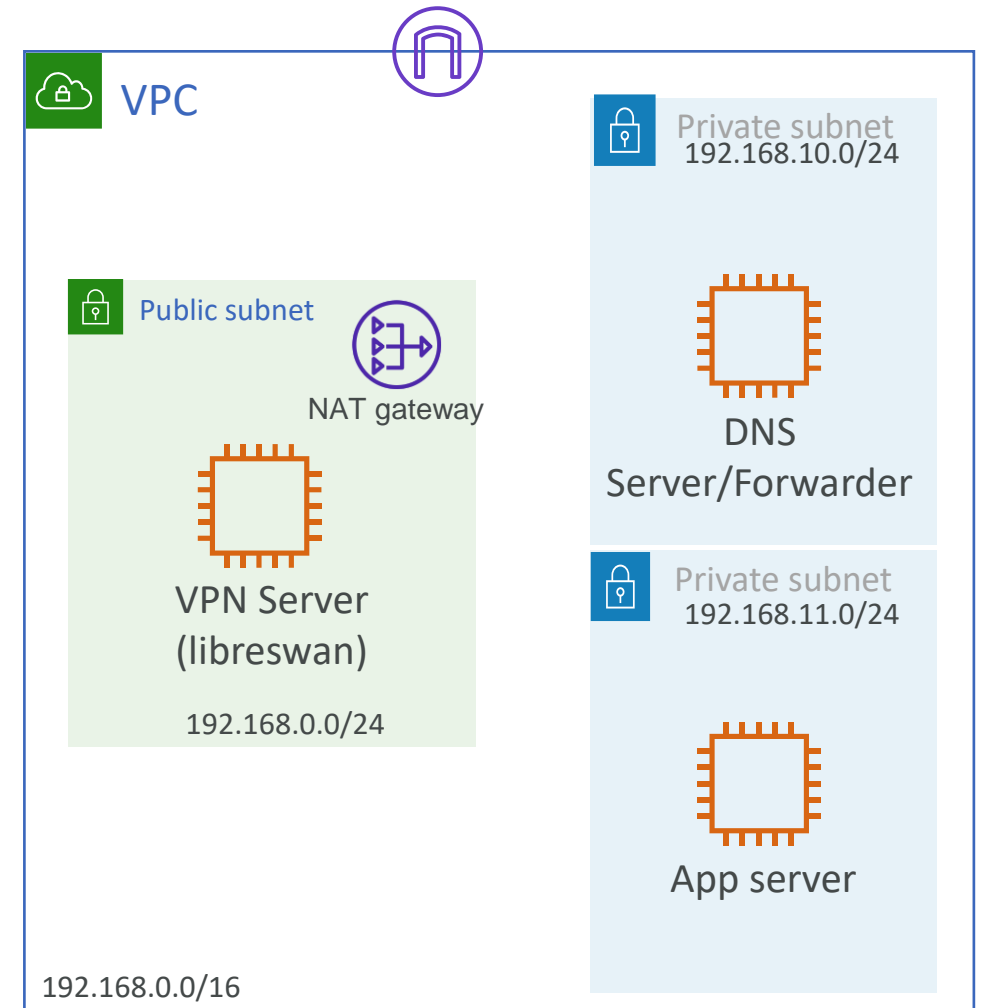 VPC
Private subnet
192.168.10.0/24
Public subnet
NAT gateway
DNS
Server/Forwarder
VPN Server
(libreswan)
192.168.0.0/24
Private subnet
192.168.11.0/24
App server
192.168.0.0/16